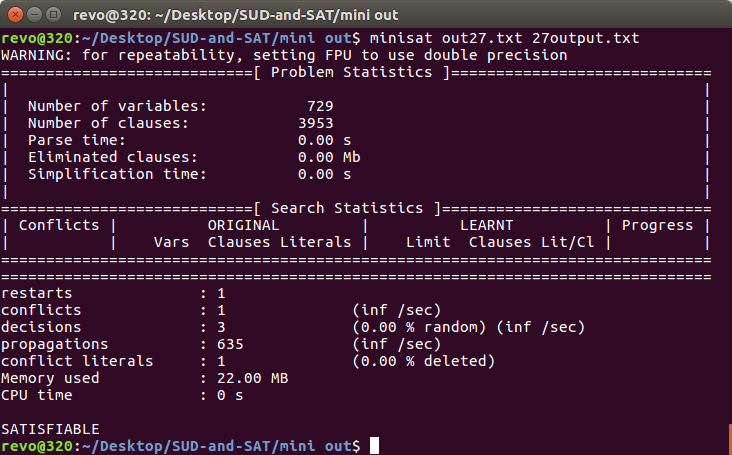 revo@320: ~/Desktop/SUD-and-SAT/mini out
revo@320:~/Desktop/SUD-and-SAT/mini out$ minisat out27.txt 27output.txt
WARNING: for repeatability, setting FPU to use double precision
============================[ Problem Statistics ]=============================
|                                                                             |
|  Number of variables:           729                                         |
|  Number of clauses:            3953                                         |
|  Parse time:                   0.00 s                                       |
|  Eliminated clauses:           0.00 Mb                                      |
|  Simplification time:          0.00 s                                       |
|                                                                             |
============================[ Search Statistics ]==============================
| Conflicts |          ORIGINAL         |          LEARNT          | Progress |
|           |    Vars  Clauses Literals |    Limit  Clauses Lit/Cl |          |
===============================================================================
===============================================================================
restarts              : 1
conflicts             : 1              (inf /sec)
decisions             : 3              (0.00 % random) (inf /sec)
propagations          : 635            (inf /sec)
conflict literals     : 1              (0.00 % deleted)
Memory used           : 22.00 MB
CPU time              : 0 s

SATISFIABLE
revo@320:~/Desktop/SUD-and-SAT/mini out$